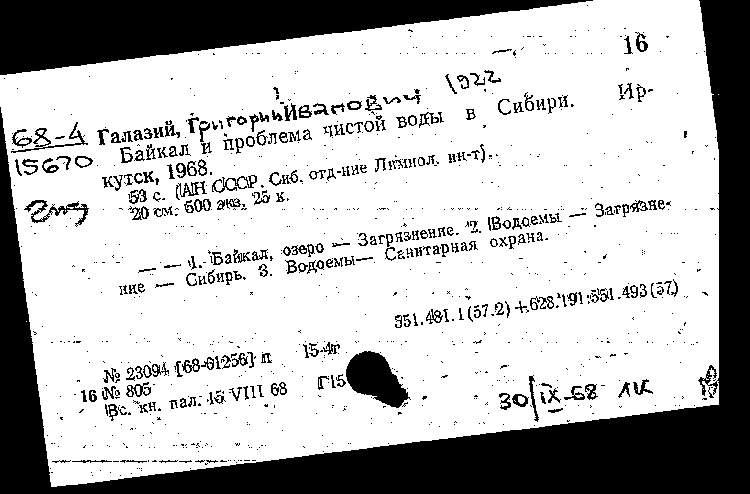 16
1922
68-4 Галазий, Григорий Иванович
15670 Байкал и проблема чистой воды в Сибири. Ир-
кутск, 1968.
53 с. (АН СССР. Сиб. отд-ние Лимнол. ин-т).
20 см. 500 экз. 25 к.
— — 1. Байкал, озеро — Загрязнение. 2. Водоемы — Загрязне-
ние — Сибирь. 3. Водоемы — Санитарная охрана.
551.481.1(57.2)+628.191:551.493(57)
№ 23094 [68-61256] п 15-4г
16 № 805
Вс. кн. пал. 15 VIII 68 Г15
30/IX-68